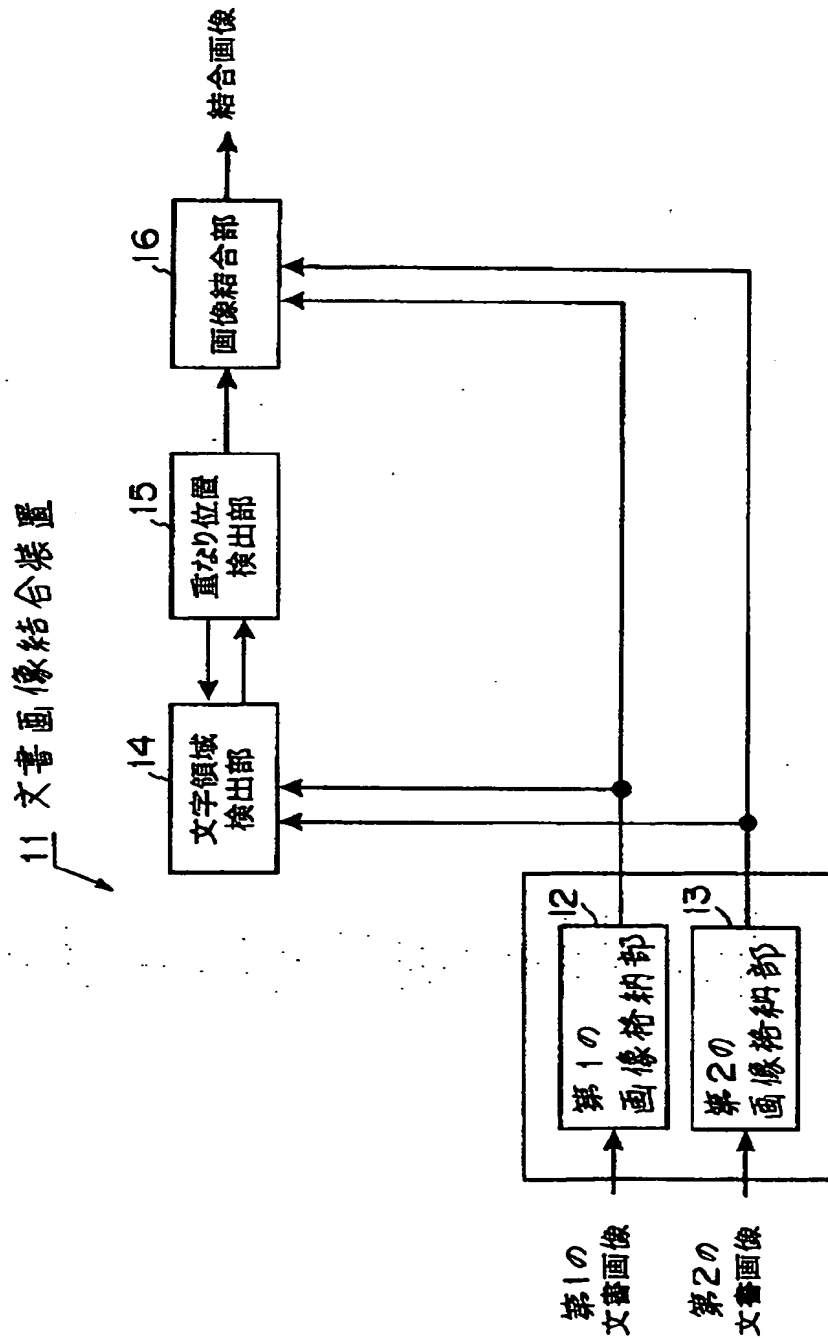 11 文書画像結合装置
14
文字領域
検出部
15
重なり位置
検出部
16
画像結合部
結合画像
第1の
文書画像
12
第1の
画像格納部
第2の
文書画像
13
第2の
画像格納部